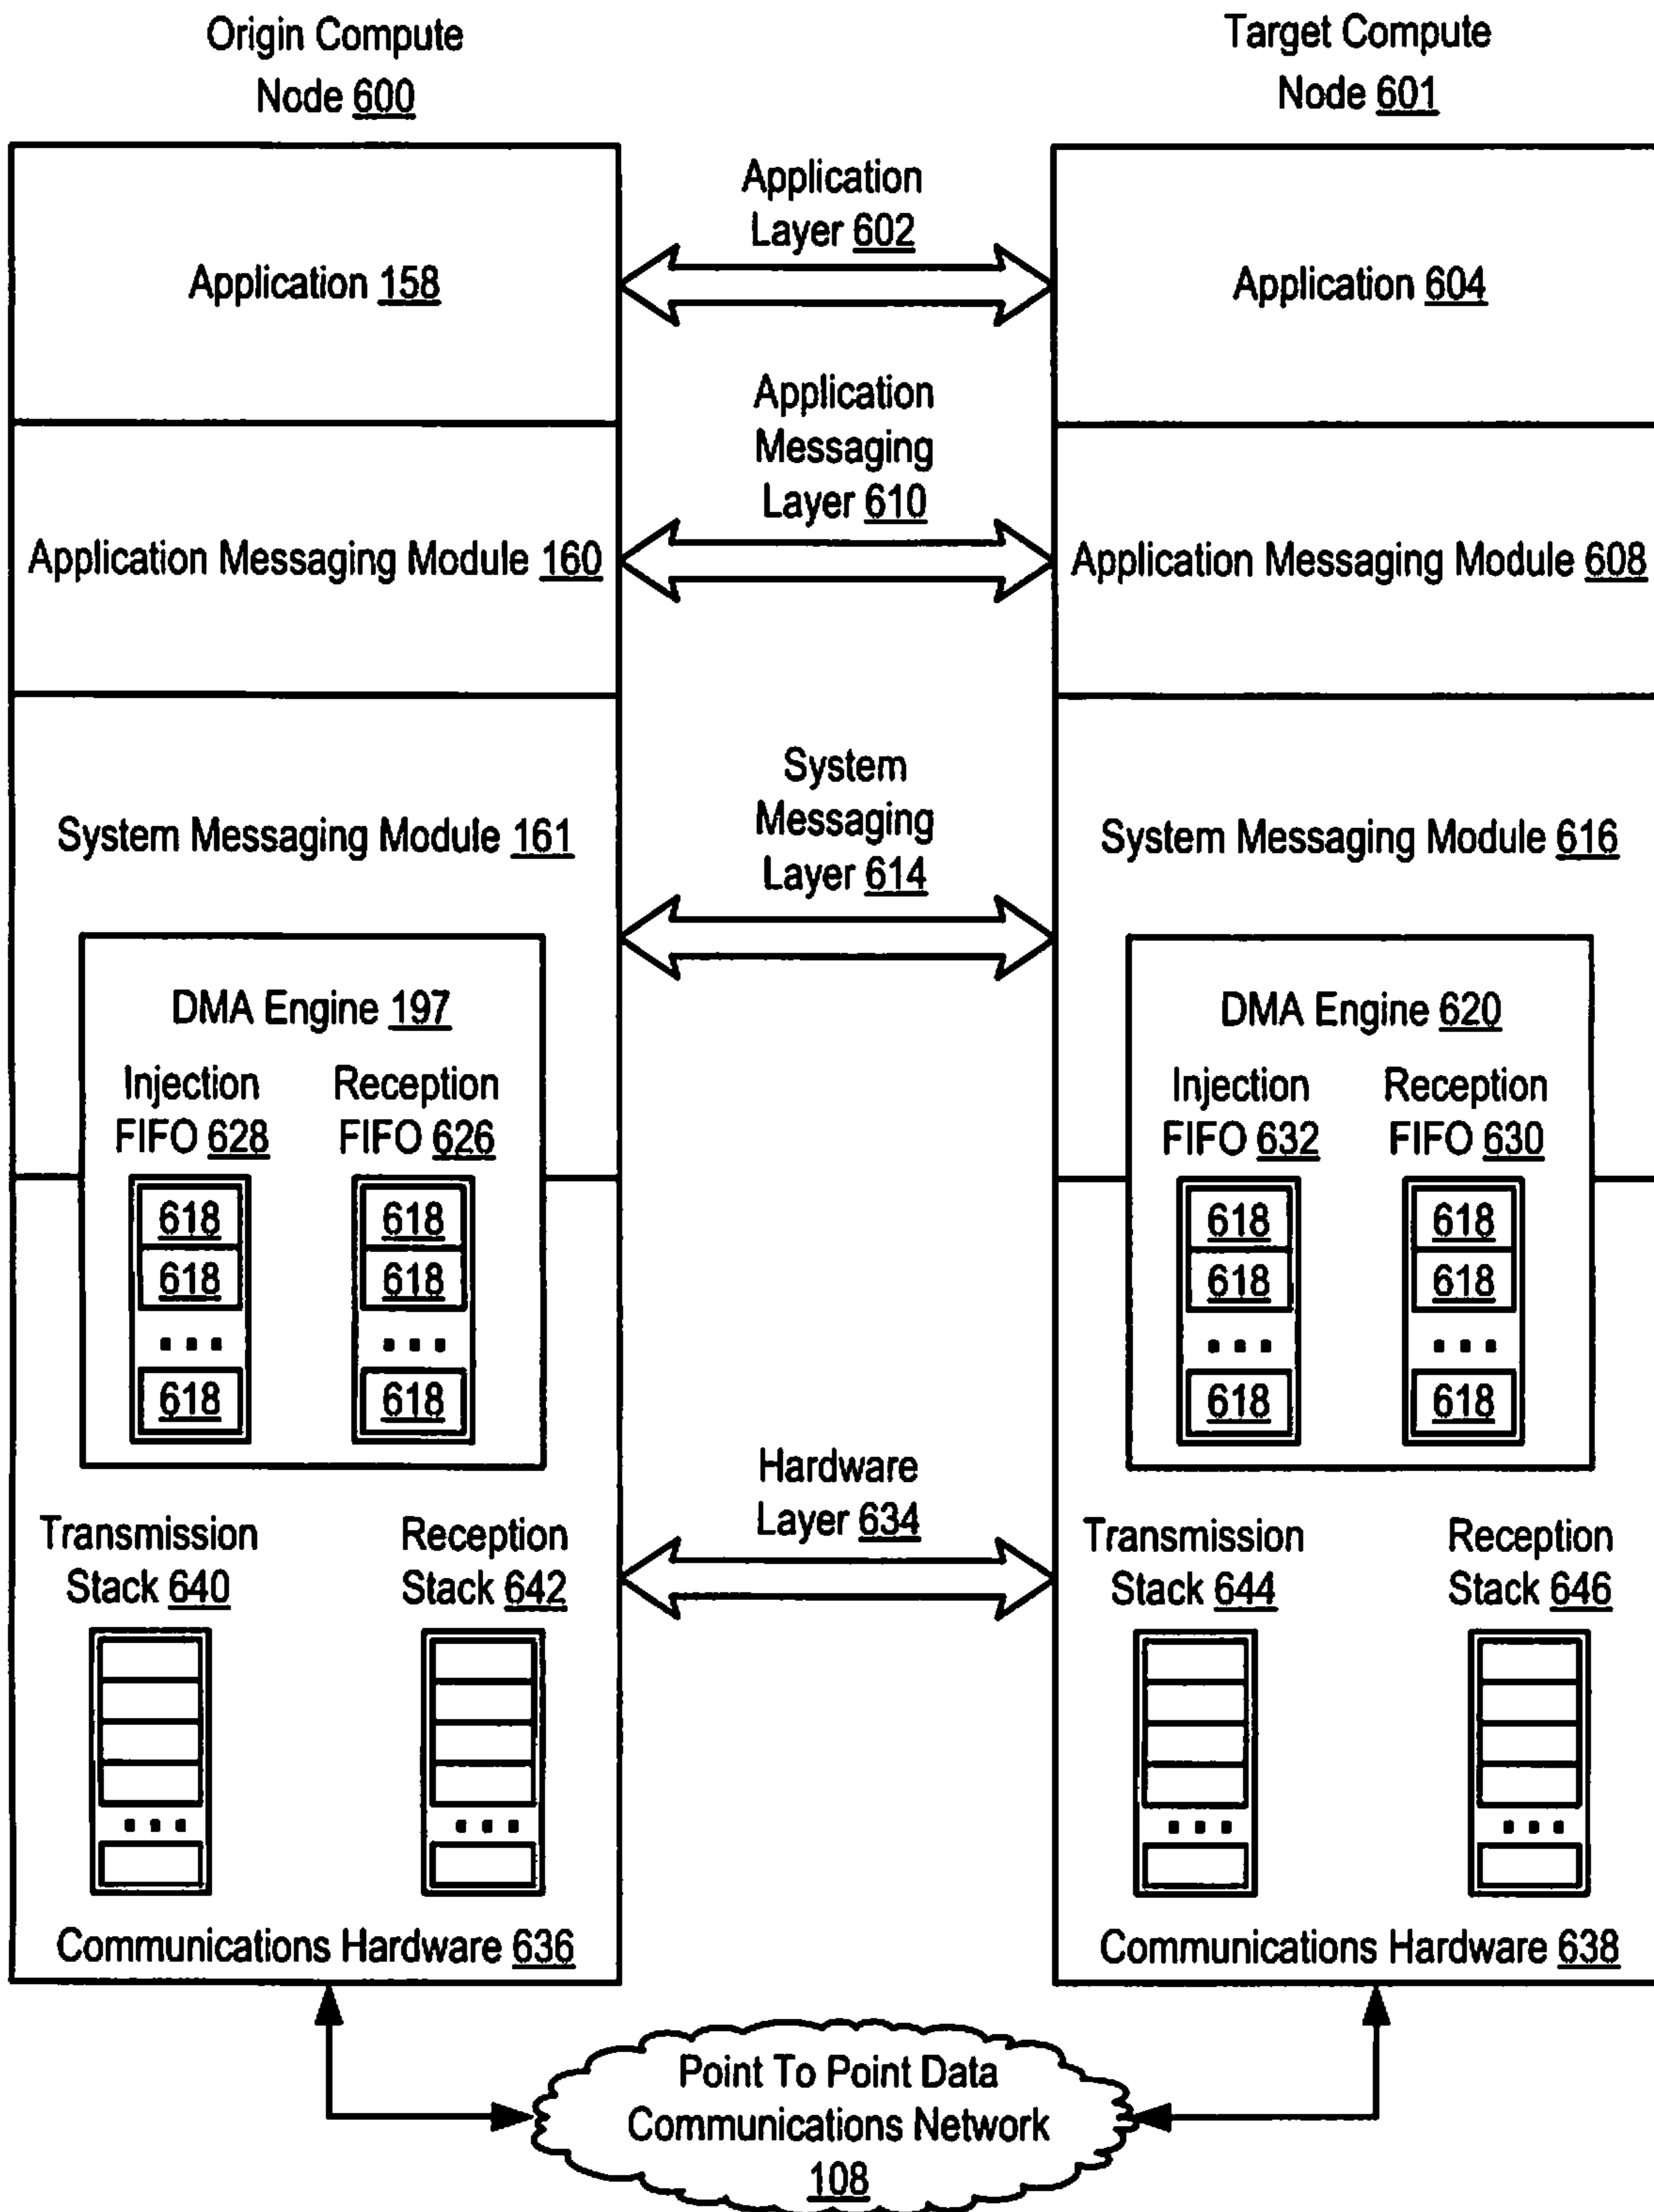 Origin Compute
Node 600
Target Compute
Node 601
Application
Layer 602
Application 158
Application 604
Application
Messaging
Layer 610
Application Messaging Module 160
Application Messaging Module 608
System
Messaging
Layer 614
System Messaging Module 161
System Messaging Module 616
DMA Engine 197
Injection
FIFO 628
Reception
FIFO 626
618
618
...
618
618
618
...
618
DMA Engine 620
Injection
FIFO 632
Reception
FIFO 630
618
618
...
618
618
618
...
618
Hardware
Layer 634
Transmission
Stack 640
Reception
Stack 642
...
...
Transmission
Stack 644
Reception
Stack 646
...
...
Communications Hardware 636
Communications Hardware 638
Point To Point Data
Communications Network
108